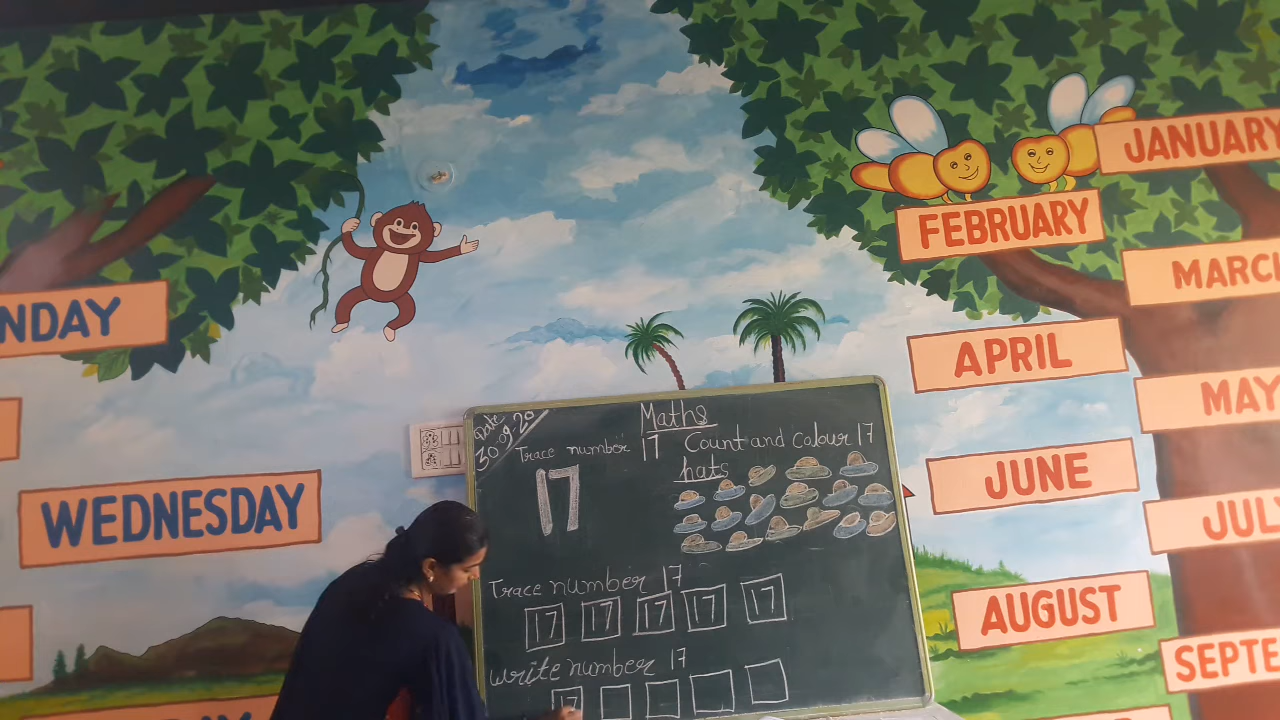 NDAY
WEDNESDAY
JANUARY
FEBRUARY
MARC
APRIL
MAY
JUNE
JUL
AUGUST
SEPTE
Date
30-09-20
Maths
Trace number 17
17
Count and colour 17
hats
Trace number 17
17 17 17 17 17
write number 17
17